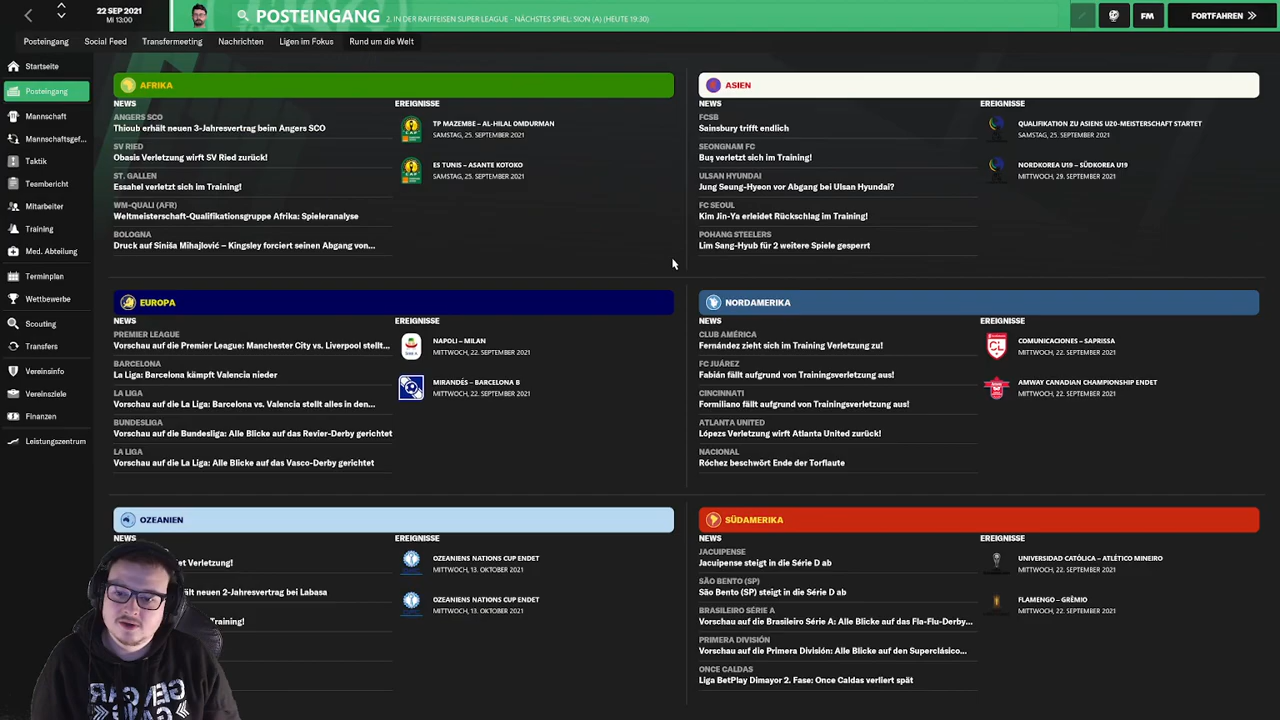 22 SEP 2021
MI 13:00
POSTEINGANG
2. IN DER RAIFFEISEN SUPER LEAGUE - NÄCHSTES SPIEL: SION (A) (HEUTE 19:30)
FM
FORTFAHREN
Posteingang
Social Feed
Transfermeeting
Nachrichten
Ligen im Fokus
Rund um die Welt
Startseite
Posteingang
Mannschaft
Mannschaftsgef...
Taktik
Teambericht
Mitarbeiter
Training
Med. Abteilung
Terminplan
Wettbewerbe
Scouting
Transfers
Vereinsinfo
Vereinsziele
Finanzen
Leistungszentrum
AFRIKA
NEWS
ANGERS SCO
Thioub erhält neuen 3-Jahresvertrag beim Angers SCO
SV RIED
Obasis Verletzung wirft SV Ried zurück!
ST. GALLEN
Essahel verletzt sich im Training!
WM-QUALI (AFR)
Weltmeisterschaft-Qualifikationsgruppe Afrika: Spieleranalyse
BOLOGNA
Druck auf Siniša Mihajlović – Kingsley forciert seinen Abgang von...
EREIGNISSE
TP MAZEMBE – AL-HILAL OMDURMAN
SAMSTAG, 25. SEPTEMBER 2021
ES TUNIS – ASANTE KOTOKO
SAMSTAG, 25. SEPTEMBER 2021
ASIEN
NEWS
FCSB
Sainsbury trifft endlich
SEONGNAM FC
Buş verletzt sich im Training!
ULSAN HYUNDAI
Jung Seung-Hyeon vor Abgang bei Ulsan Hyundai?
FC SEOUL
Kim Jin-Ya erleidet Rückschlag im Training!
POHANG STEELERS
Lim Sang-Hyub für 2 weitere Spiele gesperrt
EREIGNISSE
QUALIFIKATION ZU ASIENS U20-MEISTERSCHAFT STARTET
SAMSTAG, 25. SEPTEMBER 2021
NORDKOREA U19 – SÜDKOREA U19
MITTWOCH, 29. SEPTEMBER 2021
EUROPA
NEWS
PREMIER LEAGUE
Vorschau auf die Premier League: Manchester City vs. Liverpool stellt...
BARCELONA
La Liga: Barcelona kämpft Valencia nieder
LA LIGA
Vorschau auf die La Liga: Barcelona vs. Valencia stellt alles in den...
BUNDESLIGA
Vorschau auf die Bundesliga: Alle Blicke auf das Revier-Derby gerichtet
LA LIGA
Vorschau auf die La Liga: Alle Blicke auf das Vasco-Derby gerichtet
EREIGNISSE
NAPOLI – MILAN
MITTWOCH, 22. SEPTEMBER 2021
MIRANDÉS – BARCELONA B
MITTWOCH, 22. SEPTEMBER 2021
NORDAMERIKA
NEWS
CLUB AMÉRICA
Fernández zieht sich im Training Verletzung zu!
FC JUÁREZ
Fabián fällt aufgrund von Trainingsverletzung aus!
CINCINNATI
Formiliano fällt aufgrund von Trainingsverletzung aus!
ATLANTA UNITED
Lópezs Verletzung wirft Atlanta United zurück!
NACIONAL
Róchez beschwört Ende der Torflaute
EREIGNISSE
COMUNICACIONES – SAPRISSA
MITTWOCH, 22. SEPTEMBER 2021
AMWAY CANADIAN CHAMPIONSHIP ENDET
MITTWOCH, 22. SEPTEMBER 2021
OZEANIEN
NEWS
et Verletzung!
ält neuen 2-Jahresvertrag bei Labasa
Training!
EREIGNISSE
OZEANIENS NATIONS CUP ENDET
MITTWOCH, 13. OKTOBER 2021
OZEANIENS NATIONS CUP ENDET
MITTWOCH, 13. OKTOBER 2021
SÜDAMERIKA
NEWS
JACUIPENSE
Jacuipense steigt in die Série D ab
SÃO BENTO (SP)
São Bento (SP) steigt in die Série D ab
BRASILEIRO SÉRIE A
Vorschau auf die Brasileiro Série A: Alle Blicke auf das Fla-Flu-Derby...
PRIMERA DIVISIÓN
Vorschau auf die Primera División: Alle Blicke auf den Superclásico...
ONCE CALDAS
Liga BetPlay Dimayor 2. Fase: Once Caldas verliert spät
EREIGNISSE
UNIVERSIDAD CATÓLICA – ATLÉTICO MINEIRO
MITTWOCH, 22. SEPTEMBER 2021
FLAMENGO – GRÊMIO
MITTWOCH, 22. SEPTEMBER 2021